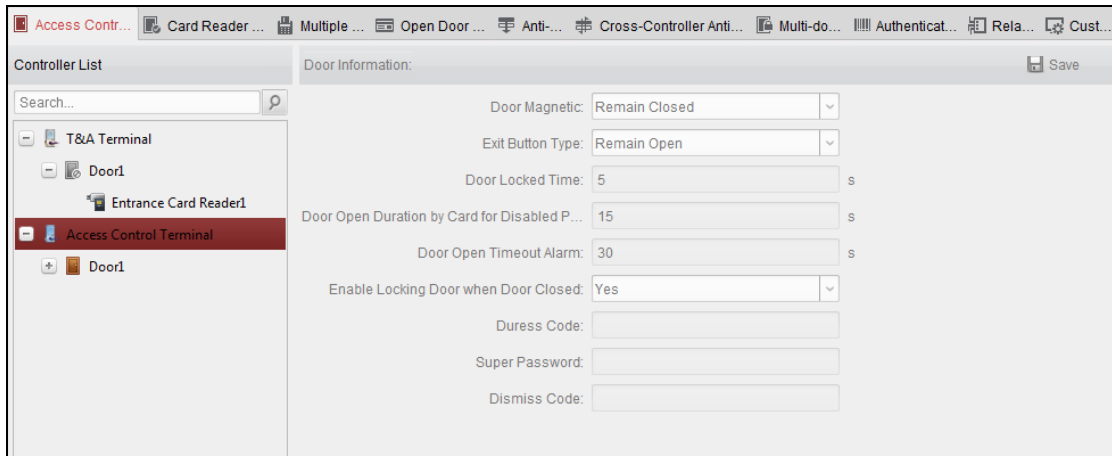 Access Contr... Card Reader ... Multiple ... Open Door ... Anti-... Cross-Controller Anti... Multi-do... Authenticat... Rela... Cust...
Controller List
Door Information:
Save
Search...
T&A Terminal
Door1
Entrance Card Reader1
Access Control Terminal
Door1
Door Magnetic: Remain Closed
Exit Button Type: Remain Open
Door Locked Time: 5 s
Door Open Duration by Card for Disabled P... 15 s
Door Open Timeout Alarm: 30 s
Enable Locking Door when Door Closed: Yes
Duress Code:
Super Password:
Dismiss Code: